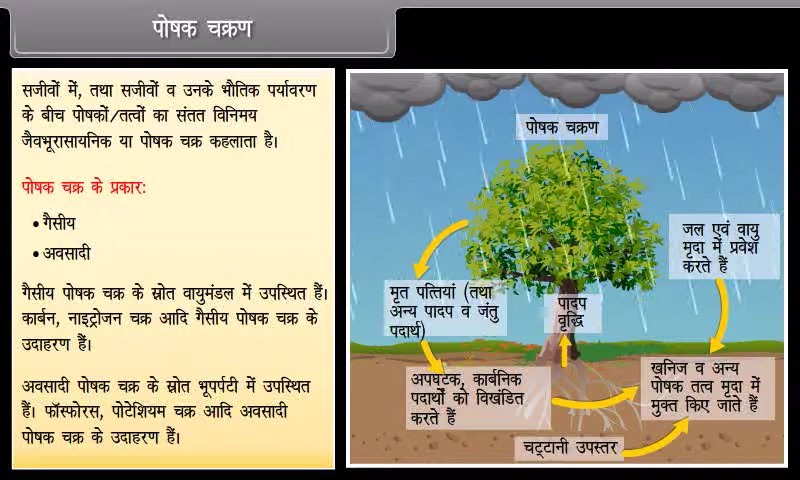 पोषक चक्रण
सजीवों में, तथा सजीवों व उनके भौतिक पर्यावरण
के बीच पोषकों/तत्वों का संतत विनिमय
जैवभूरासायनिक या पोषक चक्र कहलाता है।
पोषक चक्र के प्रकार:
• गैसीय
• अवसादी
गैसीय पोषक चक्र के स्रोत वायुमंडल में उपस्थित हैं।
कार्बन, नाइट्रोजन चक्र आदि गैसीय पोषक चक्र के
उदाहरण हैं।
अवसादी पोषक चक्र के स्रोत भूपर्पटी में उपस्थित
हैं। फॉस्फोरस, पोटेशियम चक्र आदि अवसादी
पोषक चक्र के उदाहरण हैं।
पोषक चक्रण
जल एवं वायु
मृदा में प्रवेश
करते हैं
मृत पत्तियां (तथा
अन्य पादप व जंतु
पदार्थ)
पादप
वृद्धि
अपघटक, कार्बनिक
पदार्थों को विखंडित
करते हैं
खनिज व अन्य
पोषक तत्व मृदा में
मुक्त किए जाते हैं
चट्टानी उपस्तर